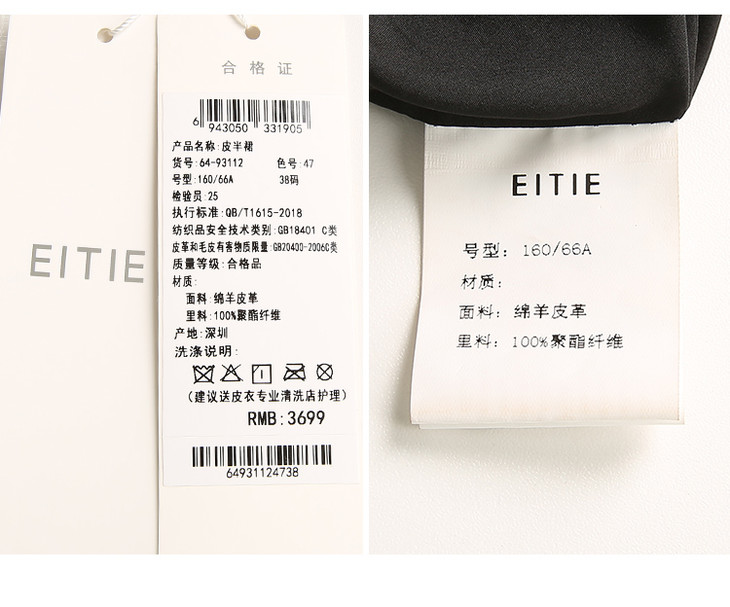 EITIE
合格证
6 943050 331905
产品名称:皮半裙
货号:64-93112 色号:47
号型:160/66A 38码
检验员:25
执行标准:QB/T1615-2018
纺织品安全技术类别:GB18401 C类
皮革和毛皮有害物质限量:GB20400-2006C类
质量等级:合格品
材质:
面料:绵羊皮革
里料:100%聚酯纤维
产地:深圳
洗涤说明:
(建议送皮衣专业清洗店护理)
RMB:3699
64931124738
EITIE
号型: 160/66A
材质:
面料: 绵羊皮革
里料: 100%聚酯纤维